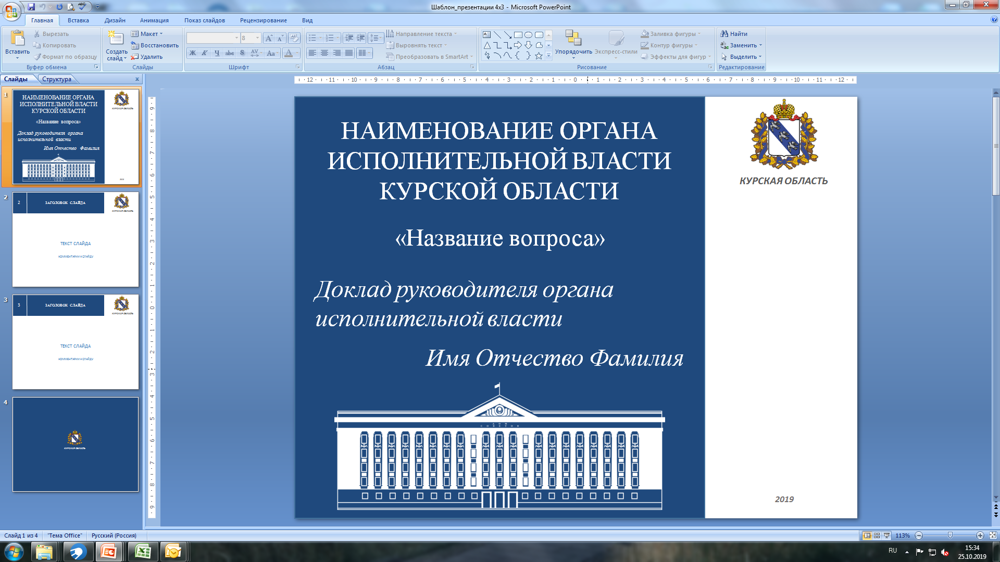 Шаблон_презентации 4x3 - Microsoft PowerPoint
Главная
Вставка
Дизайн
Анимация
Показ слайдов
Рецензирование
Вид
Вставить
Вырезать
Копировать
Формат по образцу
Буфер обмена
Создать слайд
Макет
Восстановить
Удалить
Слайды
8
Ж К Ч abc S AV Aa A
Шрифт
Направление текста
Выровнять текст
Преобразовать в SmartArt
Абзац
Упорядочить
Экспресс-стили
Заливка фигуры
Контур фигуры
Эффекты для фигур
Рисование
Найти
Заменить
Выделить
Редактирование
Слайды
Структура
12 11 10 9 8 7 6 5 4 3 2 1 0 1 2 3 4 5 6 7 8 9 10 11 12
9 8 7 6 5 4 3 2 1 0 1 2 3 4 5 6 7 8 9
1
НАИМЕНОВАНИЕ ОРГАНА
ИСПОЛНИТЕЛЬНОЙ ВЛАСТИ
КУРСКОЙ ОБЛАСТИ
«Название вопроса»
Доклад руководителя органа
исполнительной власти
Имя Отчество Фамилия
КУРСКАЯ ОБЛАСТЬ
2
2
ЗАГОЛОВОК СЛАЙДА
КУРСКАЯ ОБЛАСТЬ
ТЕКСТ СЛАЙДА
КОММЕНТАРИИ К СЛАЙДУ
3
3
ЗАГОЛОВОК СЛАЙДА
КУРСКАЯ ОБЛАСТЬ
ТЕКСТ СЛАЙДА
КОММЕНТАРИИ К СЛАЙДУ
4
КУРСКАЯ ОБЛАСТЬ
НАИМЕНОВАНИЕ ОРГАНА
ИСПОЛНИТЕЛЬНОЙ ВЛАСТИ
КУРСКОЙ ОБЛАСТИ
«Название вопроса»
Доклад руководителя органа
исполнительной власти
Имя Отчество Фамилия
ДОМ
СОВЕТОВ
КУРСКАЯ ОБЛАСТЬ
2019
Слайд 1 из 4
"Тема Office"
Русский (Россия)
113%
RU
15:34
25.10.2019